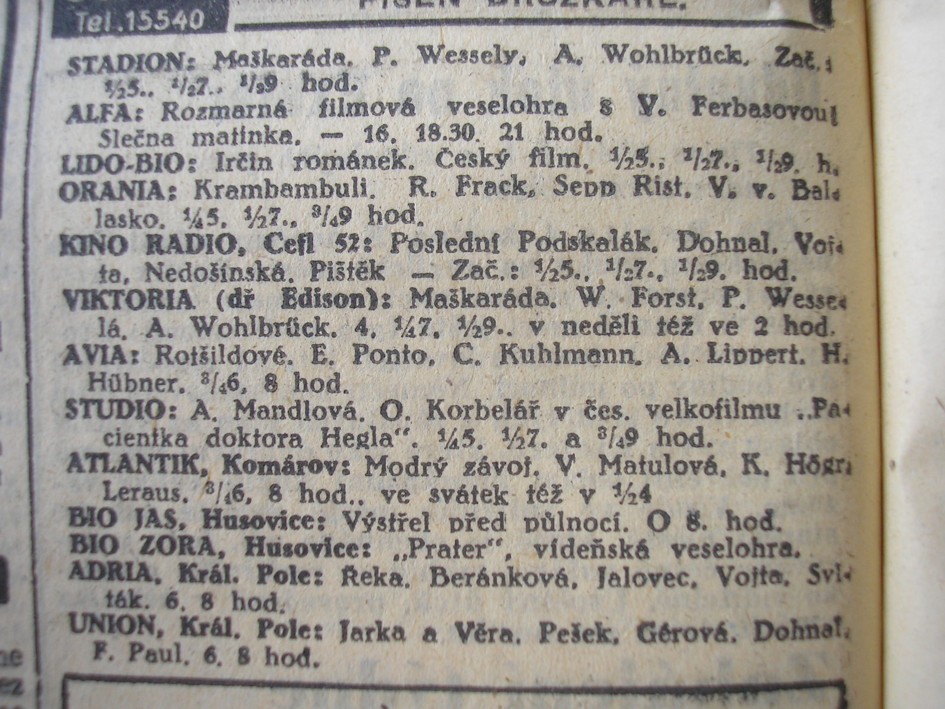 Tel.15540
PÍSEŇ DROŽKAŘE.
STADION: Maškaráda. P. Wessely, A. Wohlbrück. Zač.:
½5., ½7., ½9 hod.
ALFA: Rozmarná filmová veselohra s V. Ferbasovou:
Slečna matinka. — 16. 18.30. 21 hod.
LIDO-BIO: Irčin románek. Český film. ½5., ½7., ½9. h.
ORANIA: Krambambuli. R. Frack, Sepp Rist, V. v. Bal-
lasko. ¼5. ½7., ¾9 hod.
KINO RADIO, Cejl 52: Poslední Podskalák. Dohnal, Voj-
ta, Nedošínská, Pištěk — Zač.: ½5., ½7., ½9. hod.
VIKTORIA (dř Edison): Maškaráda. W. Forst, P. Wesse-
lá, A. Wohlbrück. 4, ¼7. ½9., v neděli též ve 2 hod.
AVIA: Rotšildové. E. Ponto, C. Kuhlmann, A. Lippert, H.
Hübner. ¾6, 8 hod.
STUDIO: A. Mandlová, O. Korbelář v čes. velkofilmu „Pa-
cientka doktora Hegla“. ¼5. ½7. a ¾9 hod.
ATLANTIK, Komárov: Modrý závoj. V. Matulová, K. Högr,
Leraus. ¾6, 8 hod., ve svátek též v ½4
BIO JAS, Husovice: Výstřel před půlnocí. O 8. hod.
BIO ZORA, Husovice: „Prater“, vídeňská veselohra.
ADRIA, Král. Pole: Řeka. Beránková, Jalovec, Vojta, Svi-
ták. 6, 8 hod.
UNION, Král. Pole: Jarka a Věra. Pešek, Gérová, Dohnal,
F. Paul. 6, 8 hod.